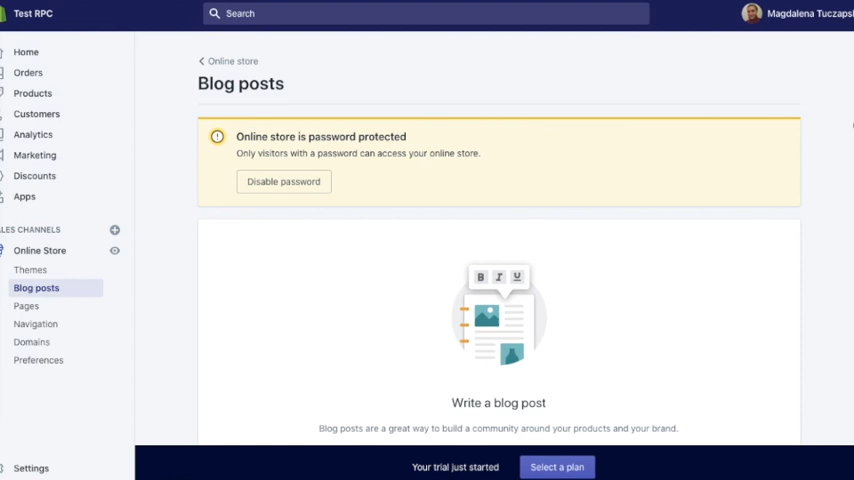 Test RPC
Search
Magdalena Tuczapsk
Home
Orders
Products
Customers
Analytics
Marketing
Discounts
Apps
ALES CHANNELS
Online Store
Themes
Blog posts
Pages
Navigation
Domains
Preferences
Settings
Online store
Blog posts
Online store is password protected
Only visitors with a password can access your online store.
Disable password
B I U
Write a blog post
Blog posts are a great way to build a community around your products and your brand.
Your trial just started
Select a plan